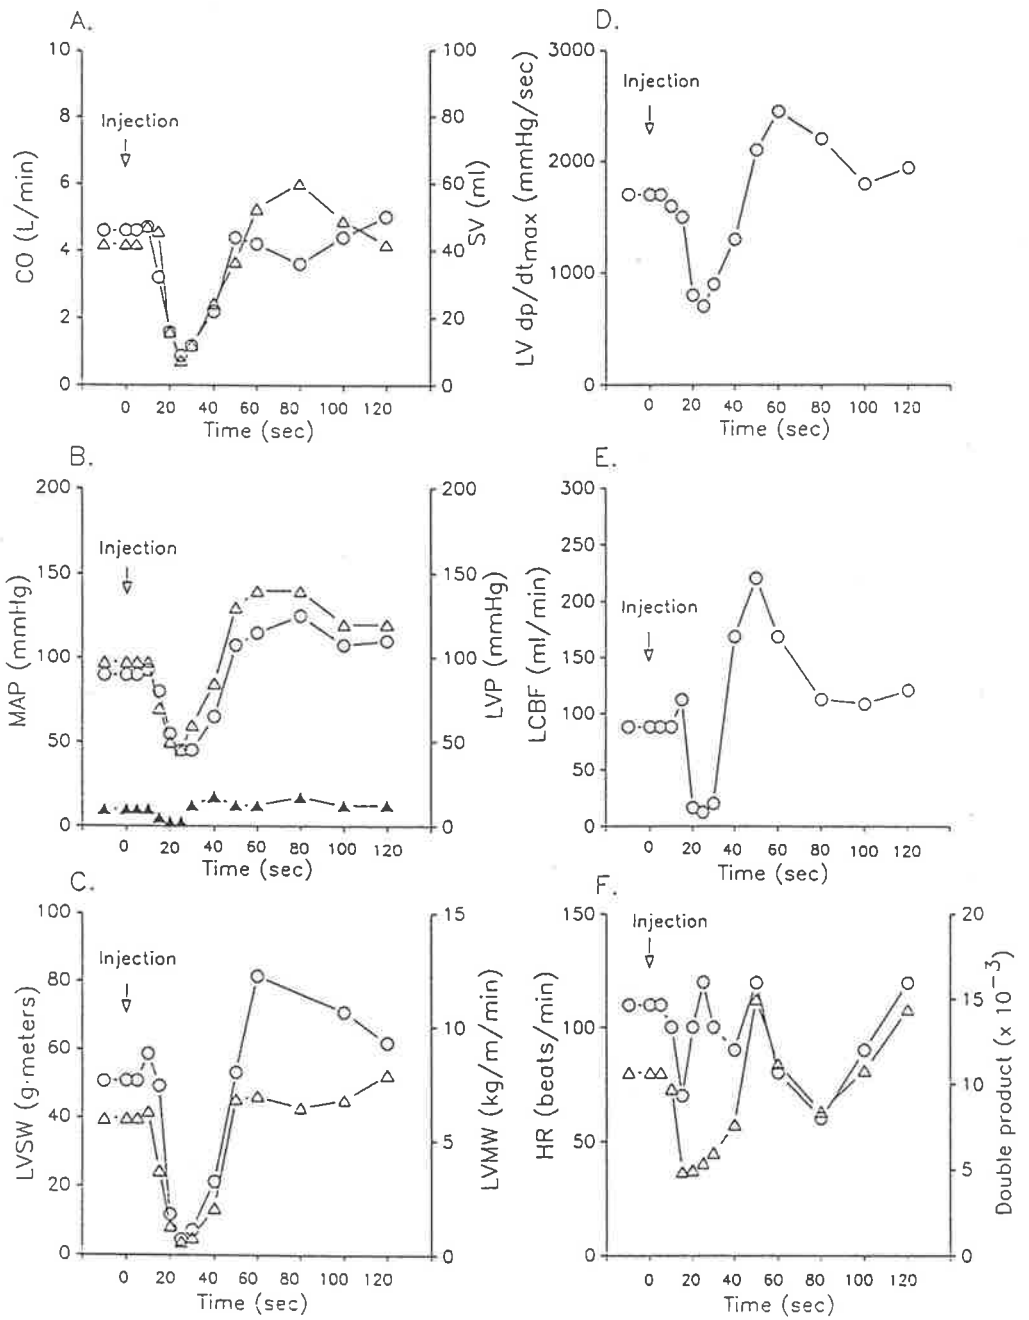 A.
10
8
6
4
2
0
CO (L/min)
Injection
100
80
60
40
20
0
SV (ml)
0 20 40 60 80 100 120
Time (sec)
D.
3000
2000
1000
0
LV dp/dtmax (mmHg/sec)
Injection
0 20 40 60 80 100 120
Time (sec)
B.
200
150
100
50
0
MAP (mmHg)
Injection
200
150
100
50
0
LVP (mmHg)
0 20 40 60 80 100 120
Time (sec)
E.
300
250
200
150
100
50
0
LCBF (ml/min)
Injection
0 20 40 60 80 100 120
Time (sec)
C.
100
80
60
40
20
0
LVSW (g·meters)
Injection
15
10
5
0
LVMW (kg/m/min)
0 20 40 60 80 100 120
Time (sec)
F.
150
100
50
0
HR (beats/min)
Injection
20
15
10
5
0
Double product (x 10⁻³)
0 20 40 60 80 100 120
Time (sec)